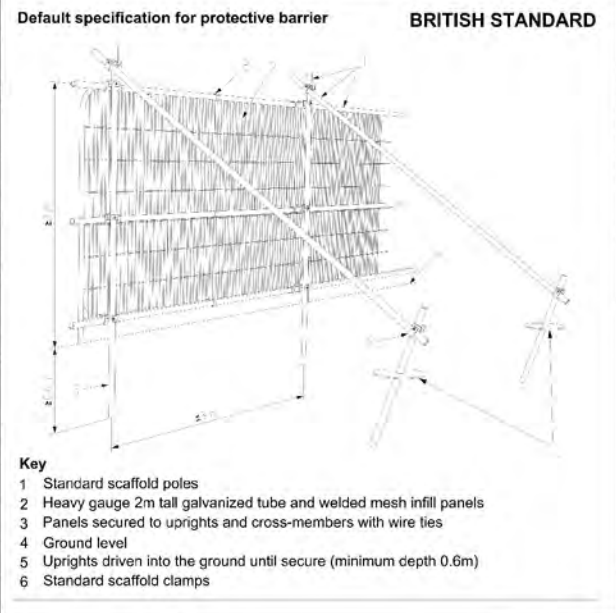 Default specification for protective barrier
BRITISH STANDARD
Key
1 Standard scaffold poles
2 Heavy gauge 2m tall galvanized tube and welded mesh infill panels
3 Panels secured to uprights and cross-members with wire ties
4 Ground level
5 Uprights driven into the ground until secure (minimum depth 0.6m)
6 Standard scaffold clamps